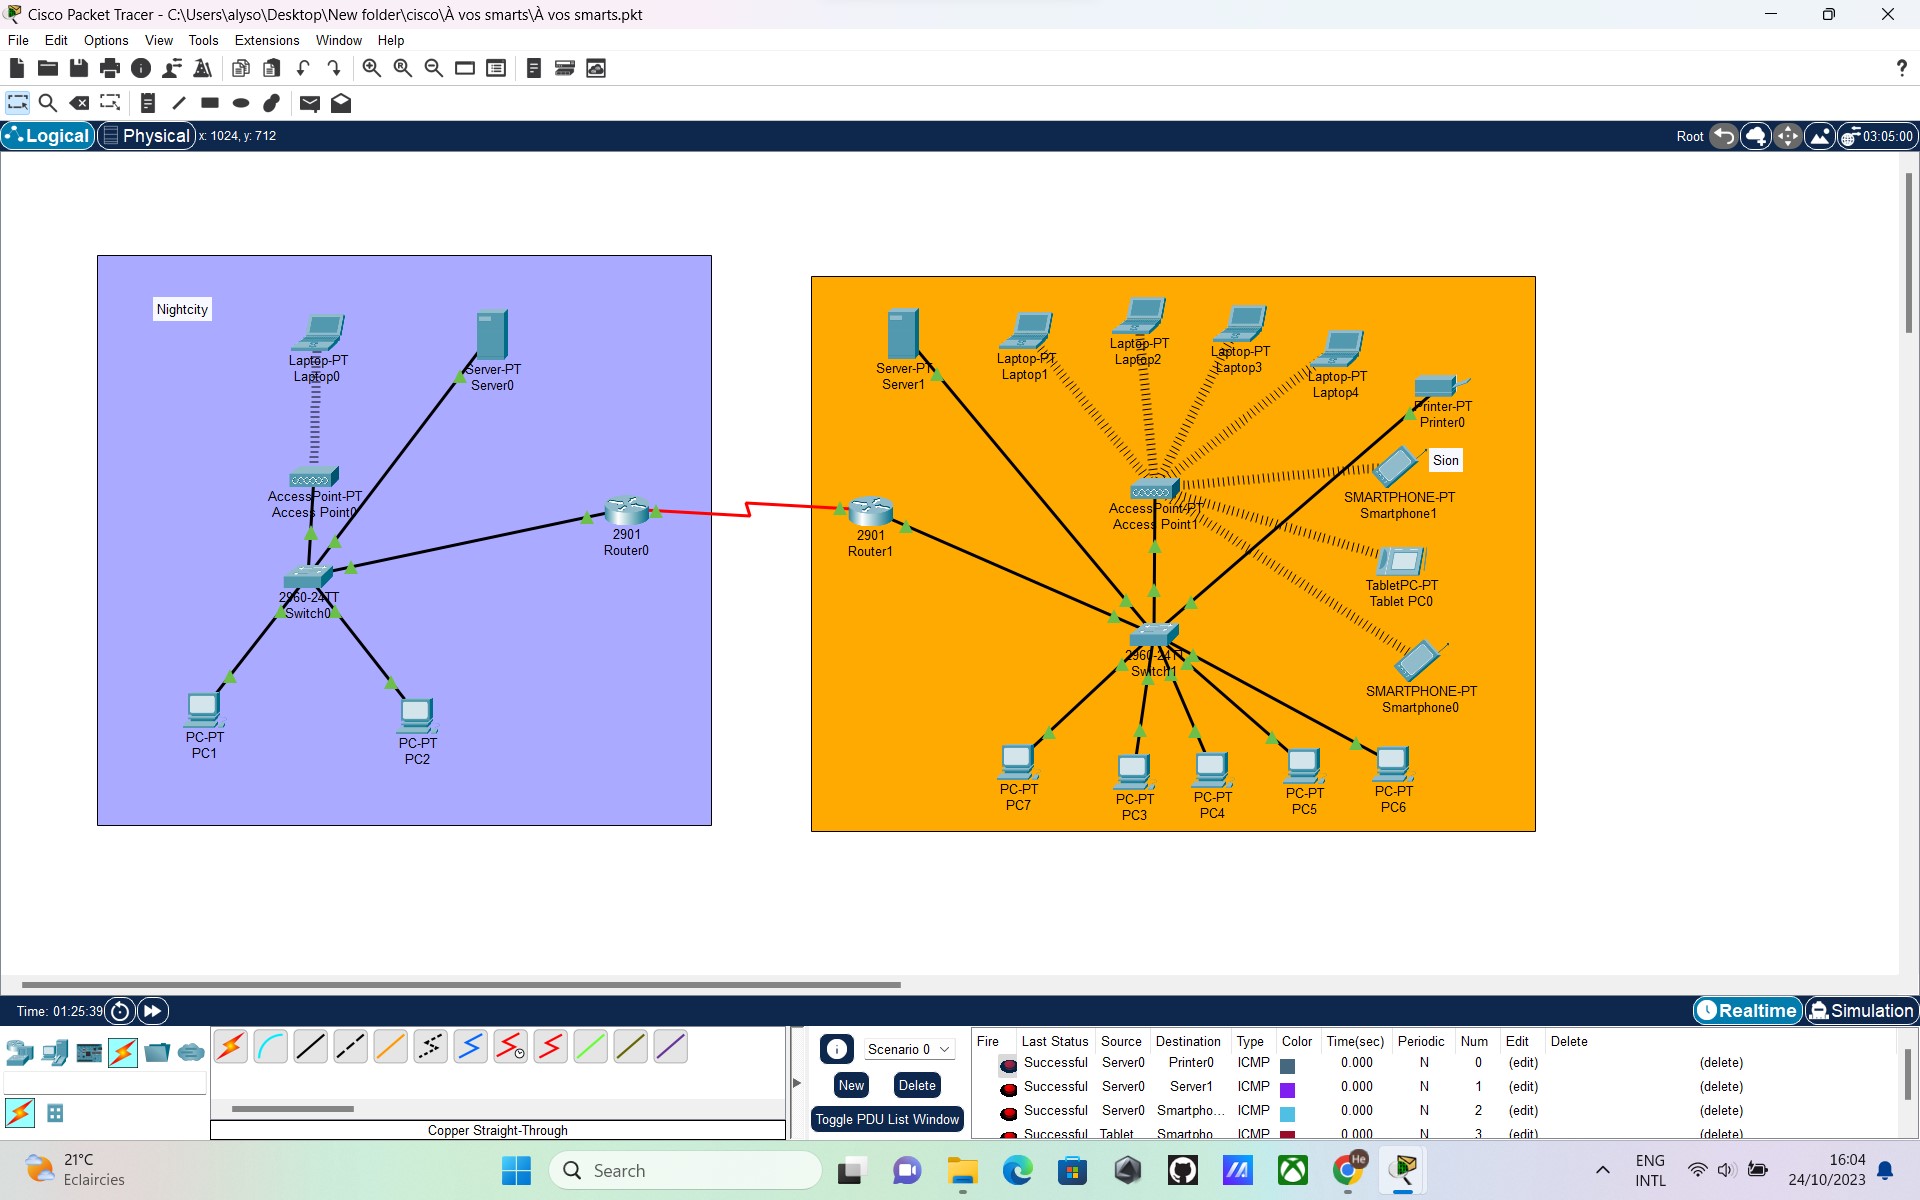 Cisco Packet Tracer - C:\Users\alyso\Desktop\New folder\cisco\À vos smarts\À vos smarts.pkt
File Edit Options View Tools Extensions Window Help
?
Logical Physical x: 1024, y: 712 Root 03:05:00
Nightcity
Laptop-PT
Laptop0
Server-PT
Server0
AccessPoint-PT
Access Point0
2901
Router0
2960-24TT
Switch0
PC-PT
PC1
PC-PT
PC2
Server-PT
Server1
Laptop-PT
Laptop1
Laptop-PT
Laptop2
Laptop-PT
Laptop3
Laptop-PT
Laptop4
Printer-PT
Printer0
Sion
SMARTPHONE-PT
Smartphone1
AccessPoint-PT
Access Point1
2901
Router1
TabletPC-PT
Tablet PC0
2960-24TT
Switch1
SMARTPHONE-PT
Smartphone0
PC-PT
PC7
PC-PT
PC3
PC-PT
PC4
PC-PT
PC5
PC-PT
PC6
Time: 01:25:39 Realtime Simulation
Scenario 0
New Delete
Toggle PDU List Window
Copper Straight-Through
Fire Last Status Source Destination Type Color Time(sec) Periodic Num Edit Delete
Successful Server0 Printer0 ICMP 0.000 N 0 (edit) (delete)
Successful Server0 Server1 ICMP 0.000 N 1 (edit) (delete)
Successful Server0 Smartpho... ICMP 0.000 N 2 (edit) (delete)
Successful Tablet Smartpho ICMP 0.000 N 3 (edit) (delete)
21°C
Eclaircies
Search
He
ENG
INTL
16:04
24/10/2023